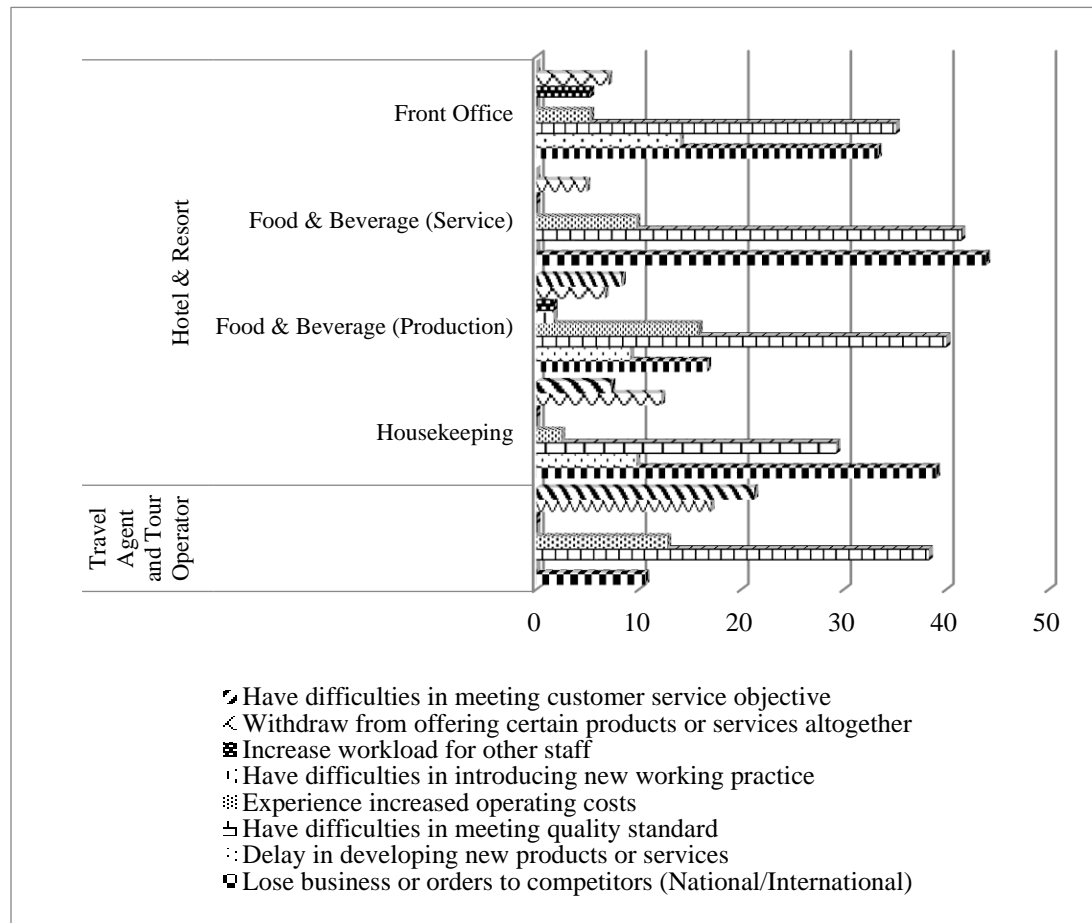 Front Office
Food & Beverage (Service)
Hotel & Resort
Food & Beverage (Production)
Housekeeping
Travel
Agent
and Tour
Operator
0 10 20 30 40 50
Have difficulties in meeting customer service objective
Withdraw from offering certain products or services altogether
Increase workload for other staff
Have difficulties in introducing new working practice
Experience increased operating costs
Have difficulties in meeting quality standard
Delay in developing new products or services
Lose business or orders to competitors (National/International)